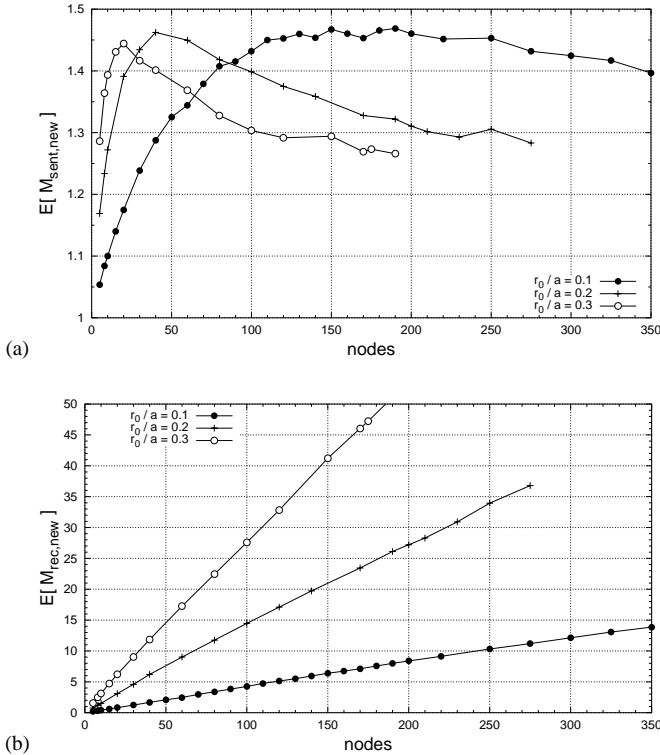 1.5
1.4
1.3
1.2
1.1
1
E[ M_sent,new ]
r_0 / a = 0.1
r_0 / a = 0.2
r_0 / a = 0.3
0 50 100 150 200 250 300 350
nodes
(a)
50
45
40
35
30
25
20
15
10
5
0
E[ M_rec,new ]
r_0 / a = 0.1
r_0 / a = 0.2
r_0 / a = 0.3
0 50 100 150 200 250 300 350
nodes
(b)